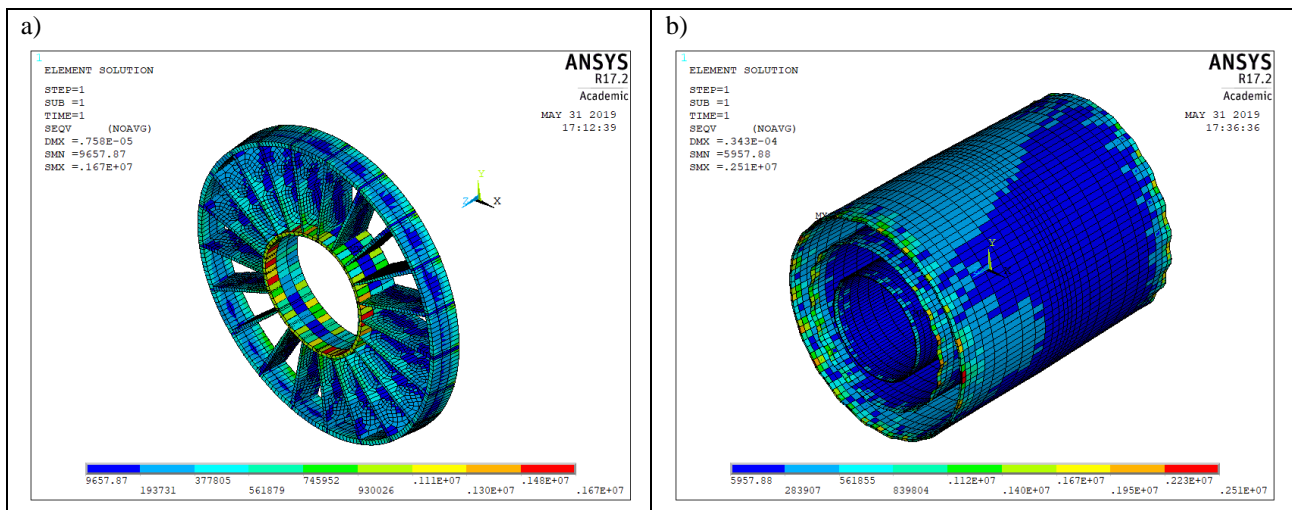 a)
1
ELEMENT SOLUTION
STEP=1
SUB =1
TIME=1
SEQV (NOAVG)
DMX =.758E-05
SMN =9657.87
SMX =.167E+07
ANSYS
R17.2
Academic
MAY 31 2019
17:12:39
Y
Z X
9657.87 377805 745952 .111E+07 .148E+07
193731 561879 930026 .130E+07 .167E+07
b)
1
ELEMENT SOLUTION
STEP=1
SUB =1
TIME=1
SEQV (NOAVG)
DMX =.343E-04
SMN =5957.88
SMX =.251E+07
ANSYS
R17.2
Academic
MAY 31 2019
17:36:36
MX
Y
5957.88 561855 .112E+07 .167E+07 .223E+07
283907 839804 .140E+07 .195E+07 .251E+07